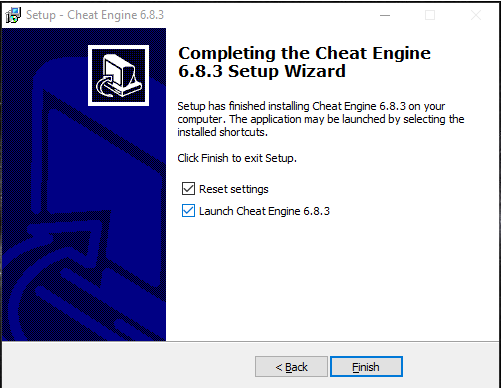 Setup - Cheat Engine 6.8.3
Completing the Cheat Engine
6.8.3 Setup Wizard
Setup has finished installing Cheat Engine 6.8.3 on your
computer. The application may be launched by selecting the
installed shortcuts.
Click Finish to exit Setup.
Reset settings
Launch Cheat Engine 6.8.3
< Back
Finish